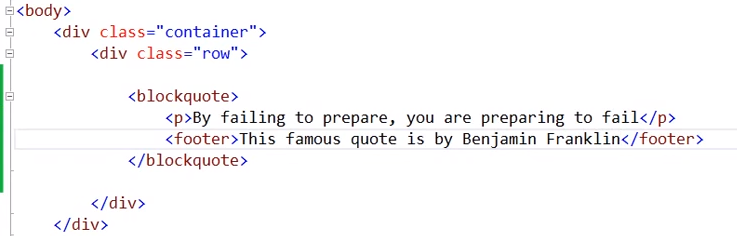 <body>
<div class="container">
<div class="row">
<blockquote>
<p>By failing to prepare, you are preparing to fail</p>
<footer>This famous quote is by Benjamin Franklin</footer>
</blockquote>
</div>
</div>